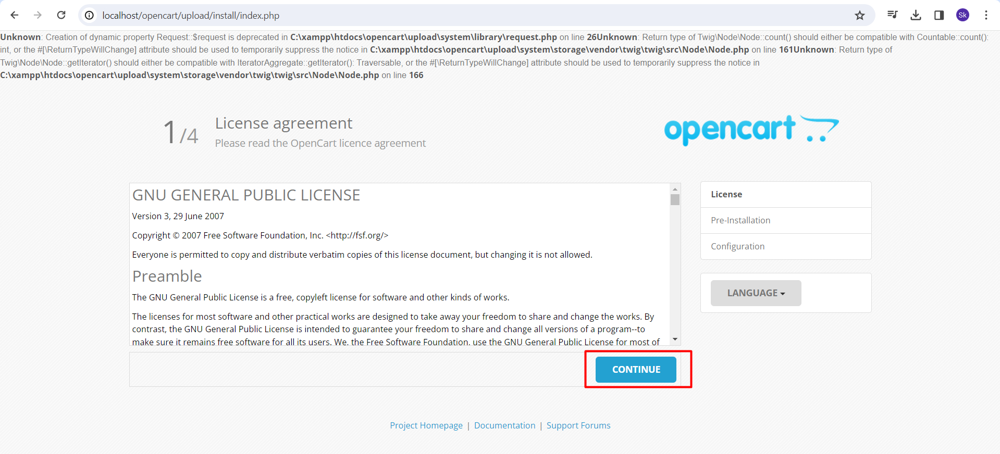 localhost/opencart/upload/install/index.php
Sk
Unknown: Creation of dynamic property Request::$request is deprecated in C:\xampp\htdocs\opencart\upload\system\library\request.php on line 26Unknown: Return type of Twig\Node\Node::count() should either be compatible with Countable::count():
int, or the #[\ReturnTypeWillChange] attribute should be used to temporarily suppress the notice in C:\xampp\htdocs\opencart\upload\system\storage\vendor\twig\twig\src\Node\Node.php on line 161Unknown: Return type of
Twig\Node\Node::getIterator() should either be compatible with IteratorAggregate::getIterator(): Traversable, or the #[\ReturnTypeWillChange] attribute should be used to temporarily suppress the notice in
C:\xampp\htdocs\opencart\upload\system\storage\vendor\twig\twig\src\Node\Node.php on line 166
1/4
License agreement
Please read the OpenCart licence agreement
opencart
GNU GENERAL PUBLIC LICENSE
Version 3, 29 June 2007
Copyright © 2007 Free Software Foundation, Inc. <http://fsf.org/>
Everyone is permitted to copy and distribute verbatim copies of this license document, but changing it is not allowed.
Preamble
The GNU General Public License is a free, copyleft license for software and other kinds of works.
The licenses for most software and other practical works are designed to take away your freedom to share and change the works. By
contrast, the GNU General Public License is intended to guarantee your freedom to share and change all versions of a program--to
make sure it remains free software for all its users. We, the Free Software Foundation, use the GNU General Public License for most of
License
Pre-Installation
Configuration
LANGUAGE
CONTINUE
Project Homepage | Documentation | Support Forums